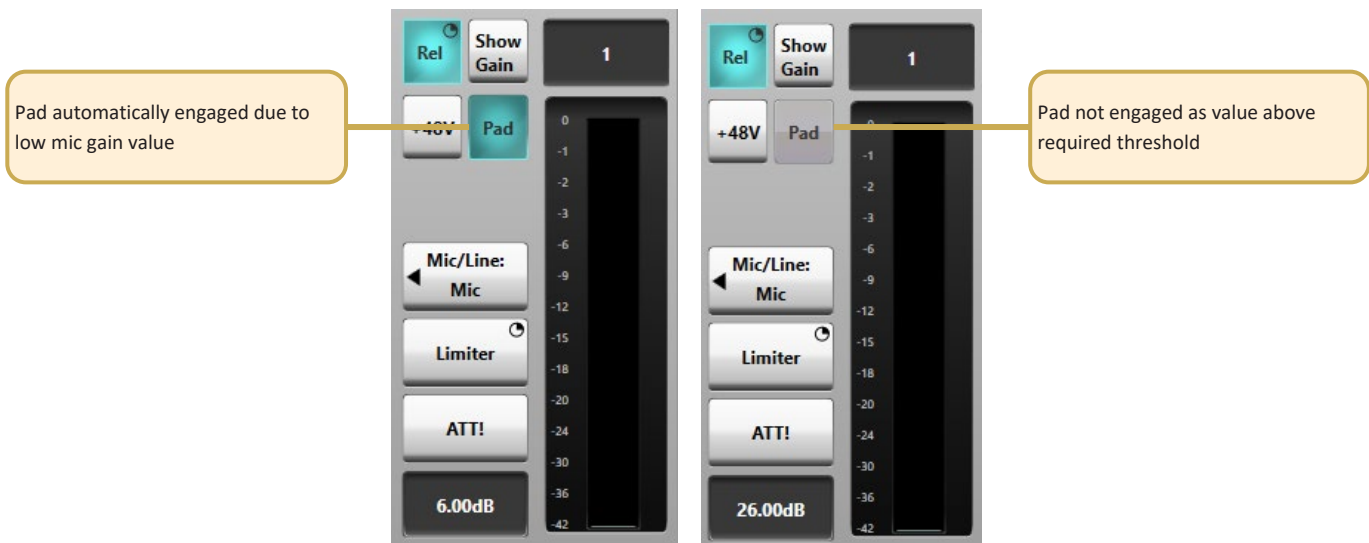 Pad automatically engaged due to
low mic gain value
Rel
Show
Gain
1
+48V
Pad
0
-1
-2
-3
-6
-9
-12
-15
-18
-20
-24
-30
-36
-42
Mic/Line:
Mic
Limiter
ATT!
6.00dB
Rel
Show
Gain
1
+48V
Pad
0
-1
-2
-3
-6
-9
-12
-15
-18
-20
-24
-30
-36
-42
Mic/Line:
Mic
Limiter
ATT!
26.00dB
Pad not engaged as value above
required threshold